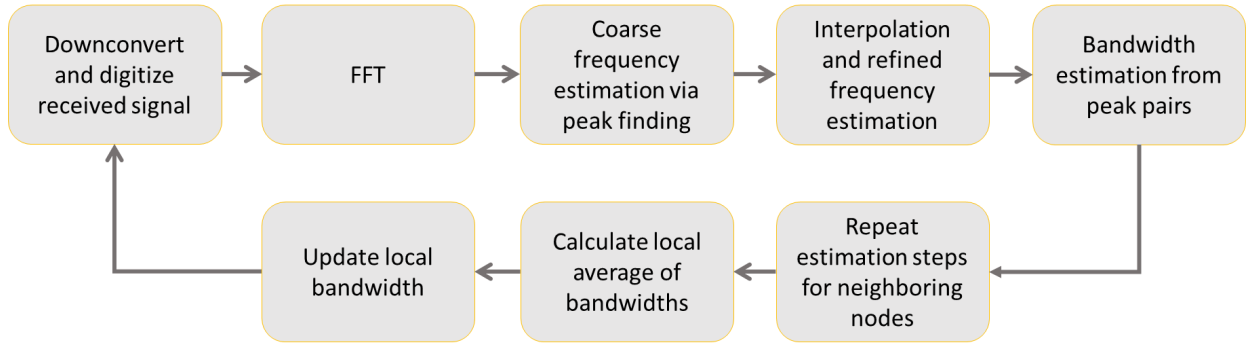 Downconvert
and digitize
received signal
FFT
Coarse
frequency
estimation via
peak finding
Interpolation
and refined
frequency
estimation
Bandwidth
estimation from
peak pairs
Repeat
estimation steps
for neighboring
nodes
Calculate local
average of
bandwidths
Update local
bandwidth